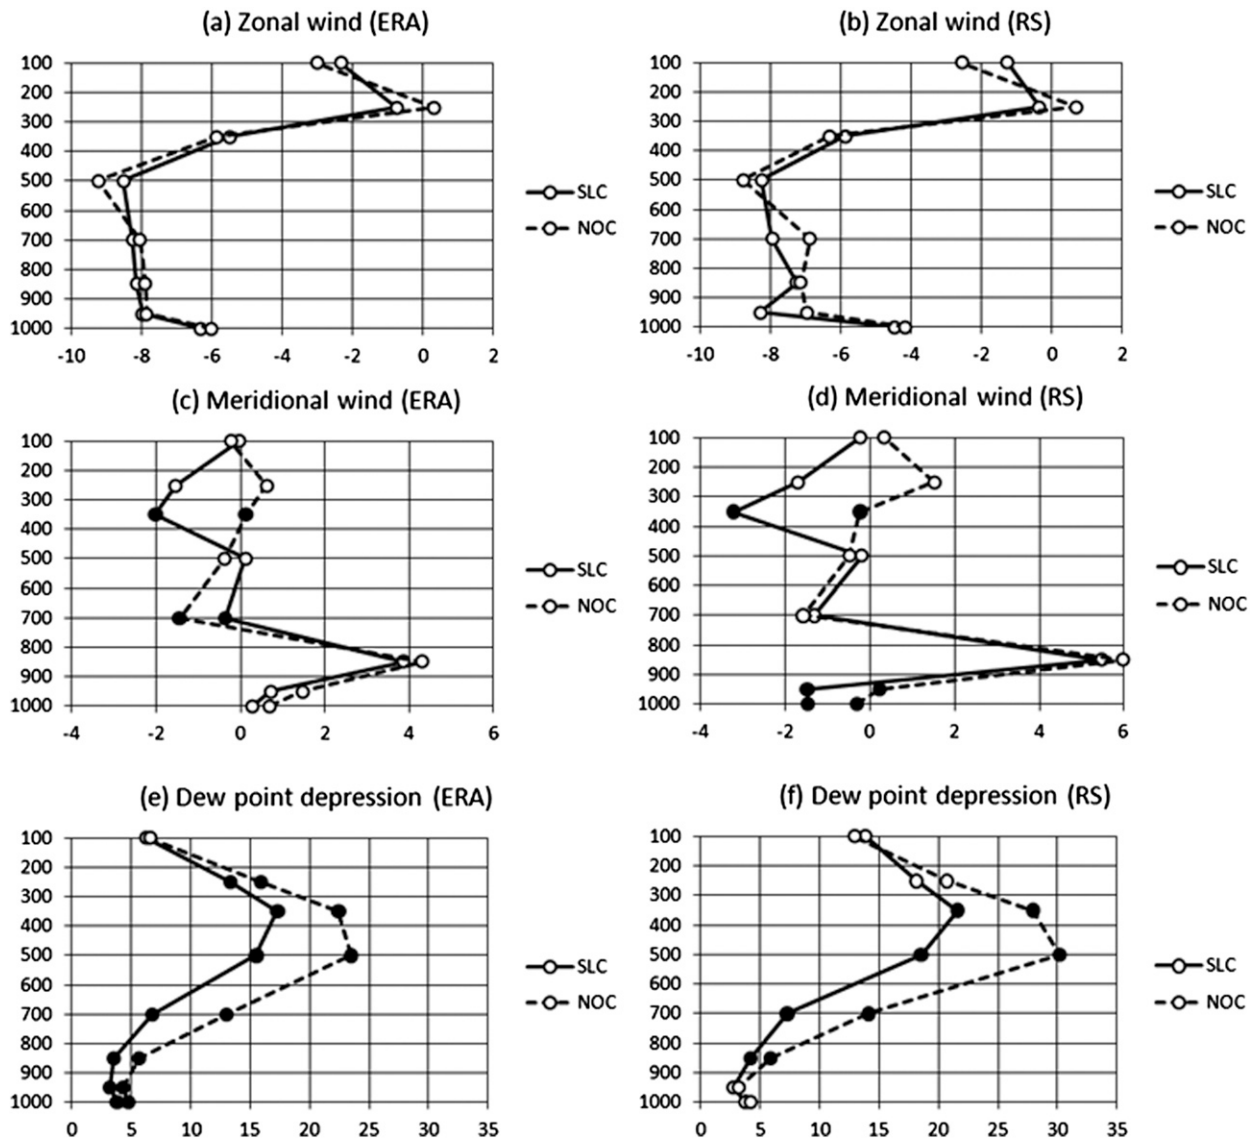 (a) Zonal wind (ERA)
100
200
300
400
500
600
700
800
900
1000
-10 -8 -6 -4 -2 0 2
SLC
NOC
(b) Zonal wind (RS)
100
200
300
400
500
600
700
800
900
1000
-10 -8 -6 -4 -2 0 2
SLC
NOC
(c) Meridional wind (ERA)
100
200
300
400
500
600
700
800
900
1000
-4 -2 0 2 4 6
SLC
NOC
(d) Meridional wind (RS)
100
200
300
400
500
600
700
800
900
1000
-4 -2 0 2 4 6
SLC
NOC
(e) Dew point depression (ERA)
100
200
300
400
500
600
700
800
900
1000
0 5 10 15 20 25 30 35
SLC
NOC
(f) Dew point depression (RS)
100
200
300
400
500
600
700
800
900
1000
0 5 10 15 20 25 30 35
SLC
NOC